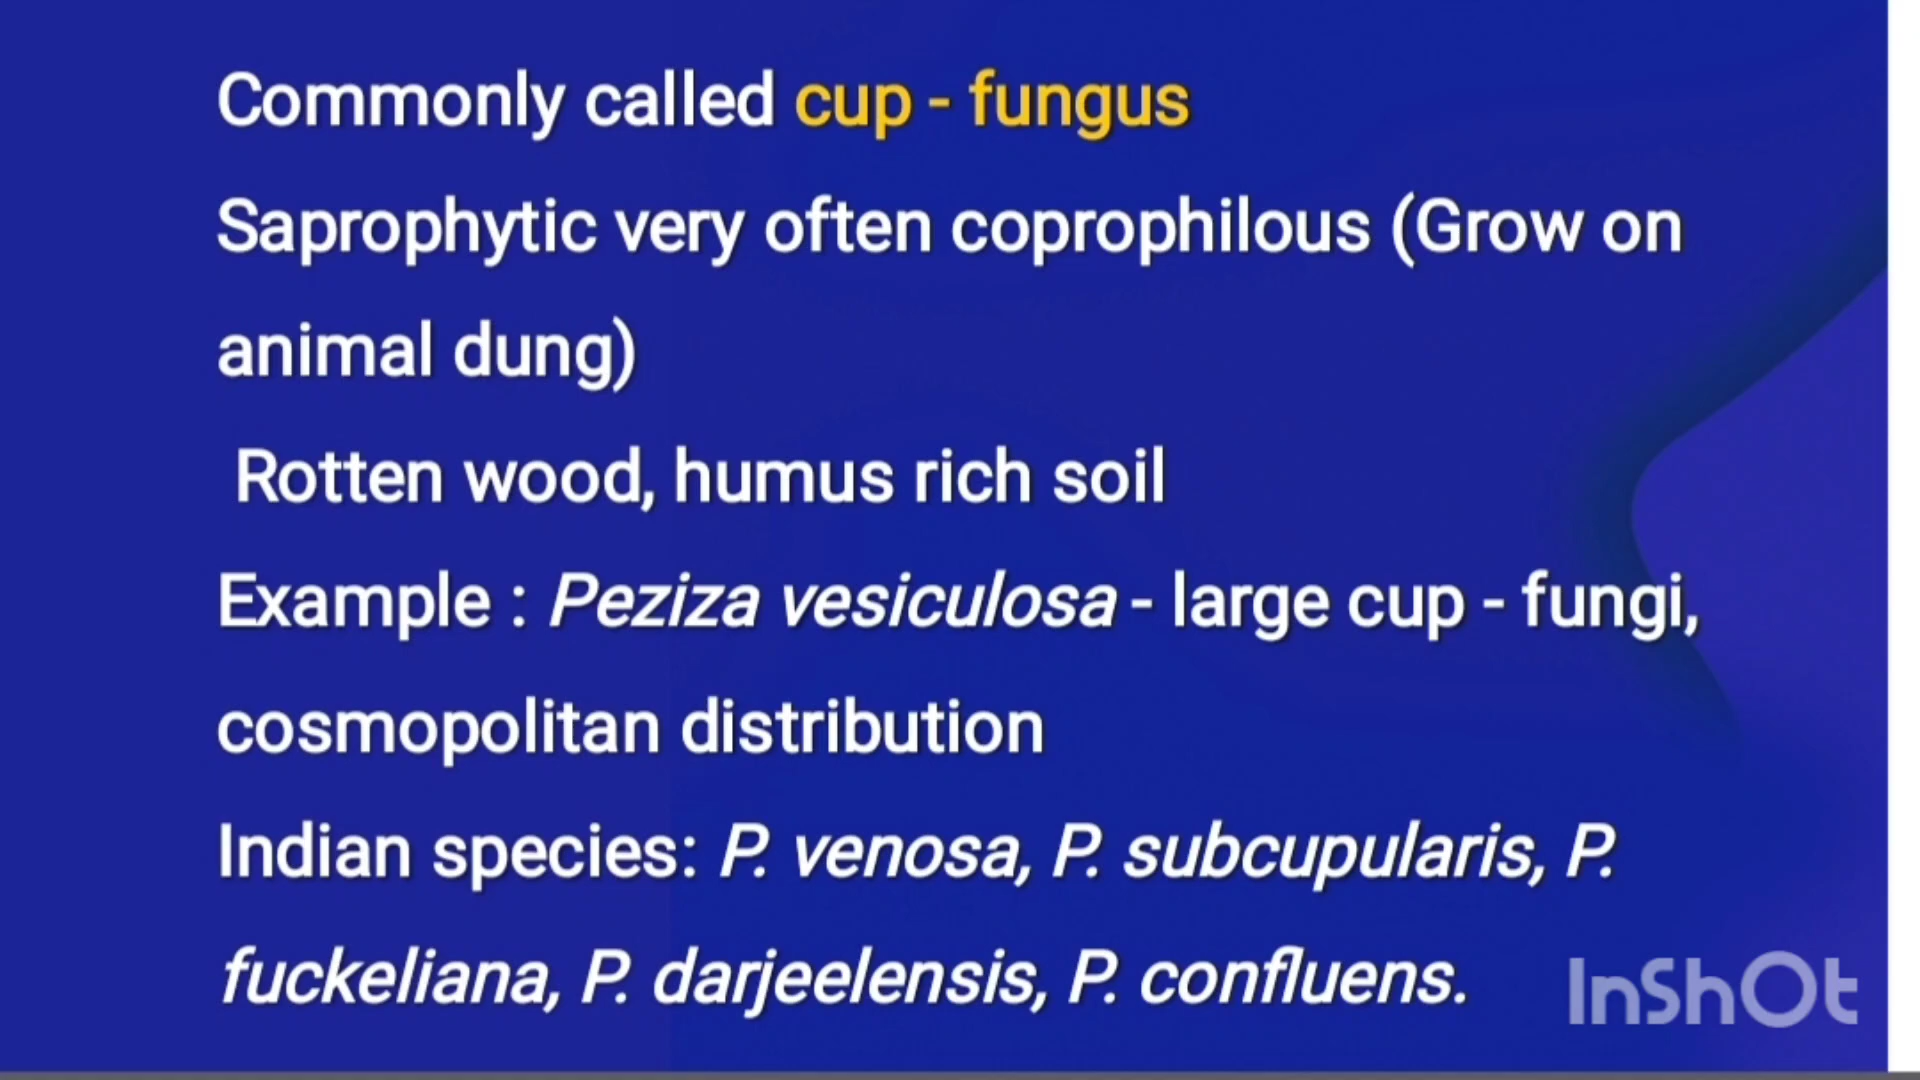 Commonly called cup - fungus
Saprophytic very often coprophilous (Grow on
animal dung)
Rotten wood, humus rich soil
Example : Peziza vesiculosa - large cup - fungi,
cosmopolitan distribution
Indian species: P. venosa, P. subcupularis, P.
fuckeliana, P. darjeelensis, P. confluens.
InShOt